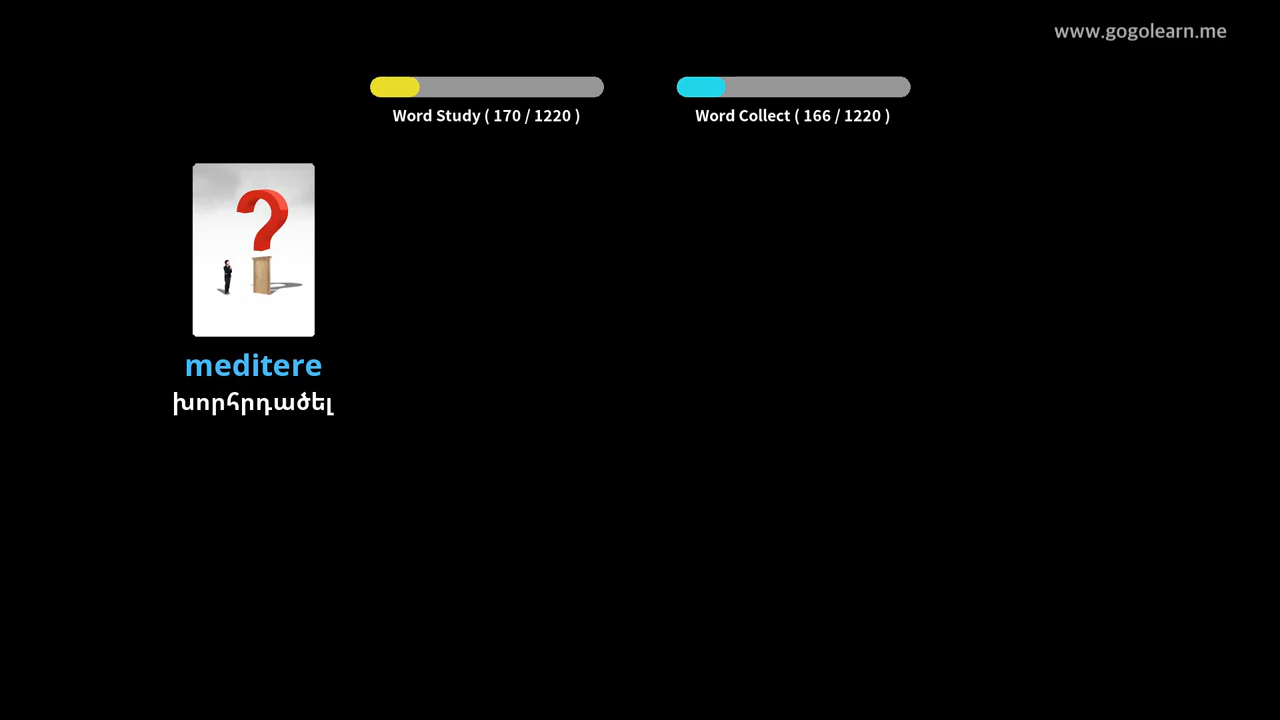 www.gogolearn.me
Word Study ( 170 / 1220 )
Word Collect ( 166 / 1220 )
?
meditere
խորհրդածել